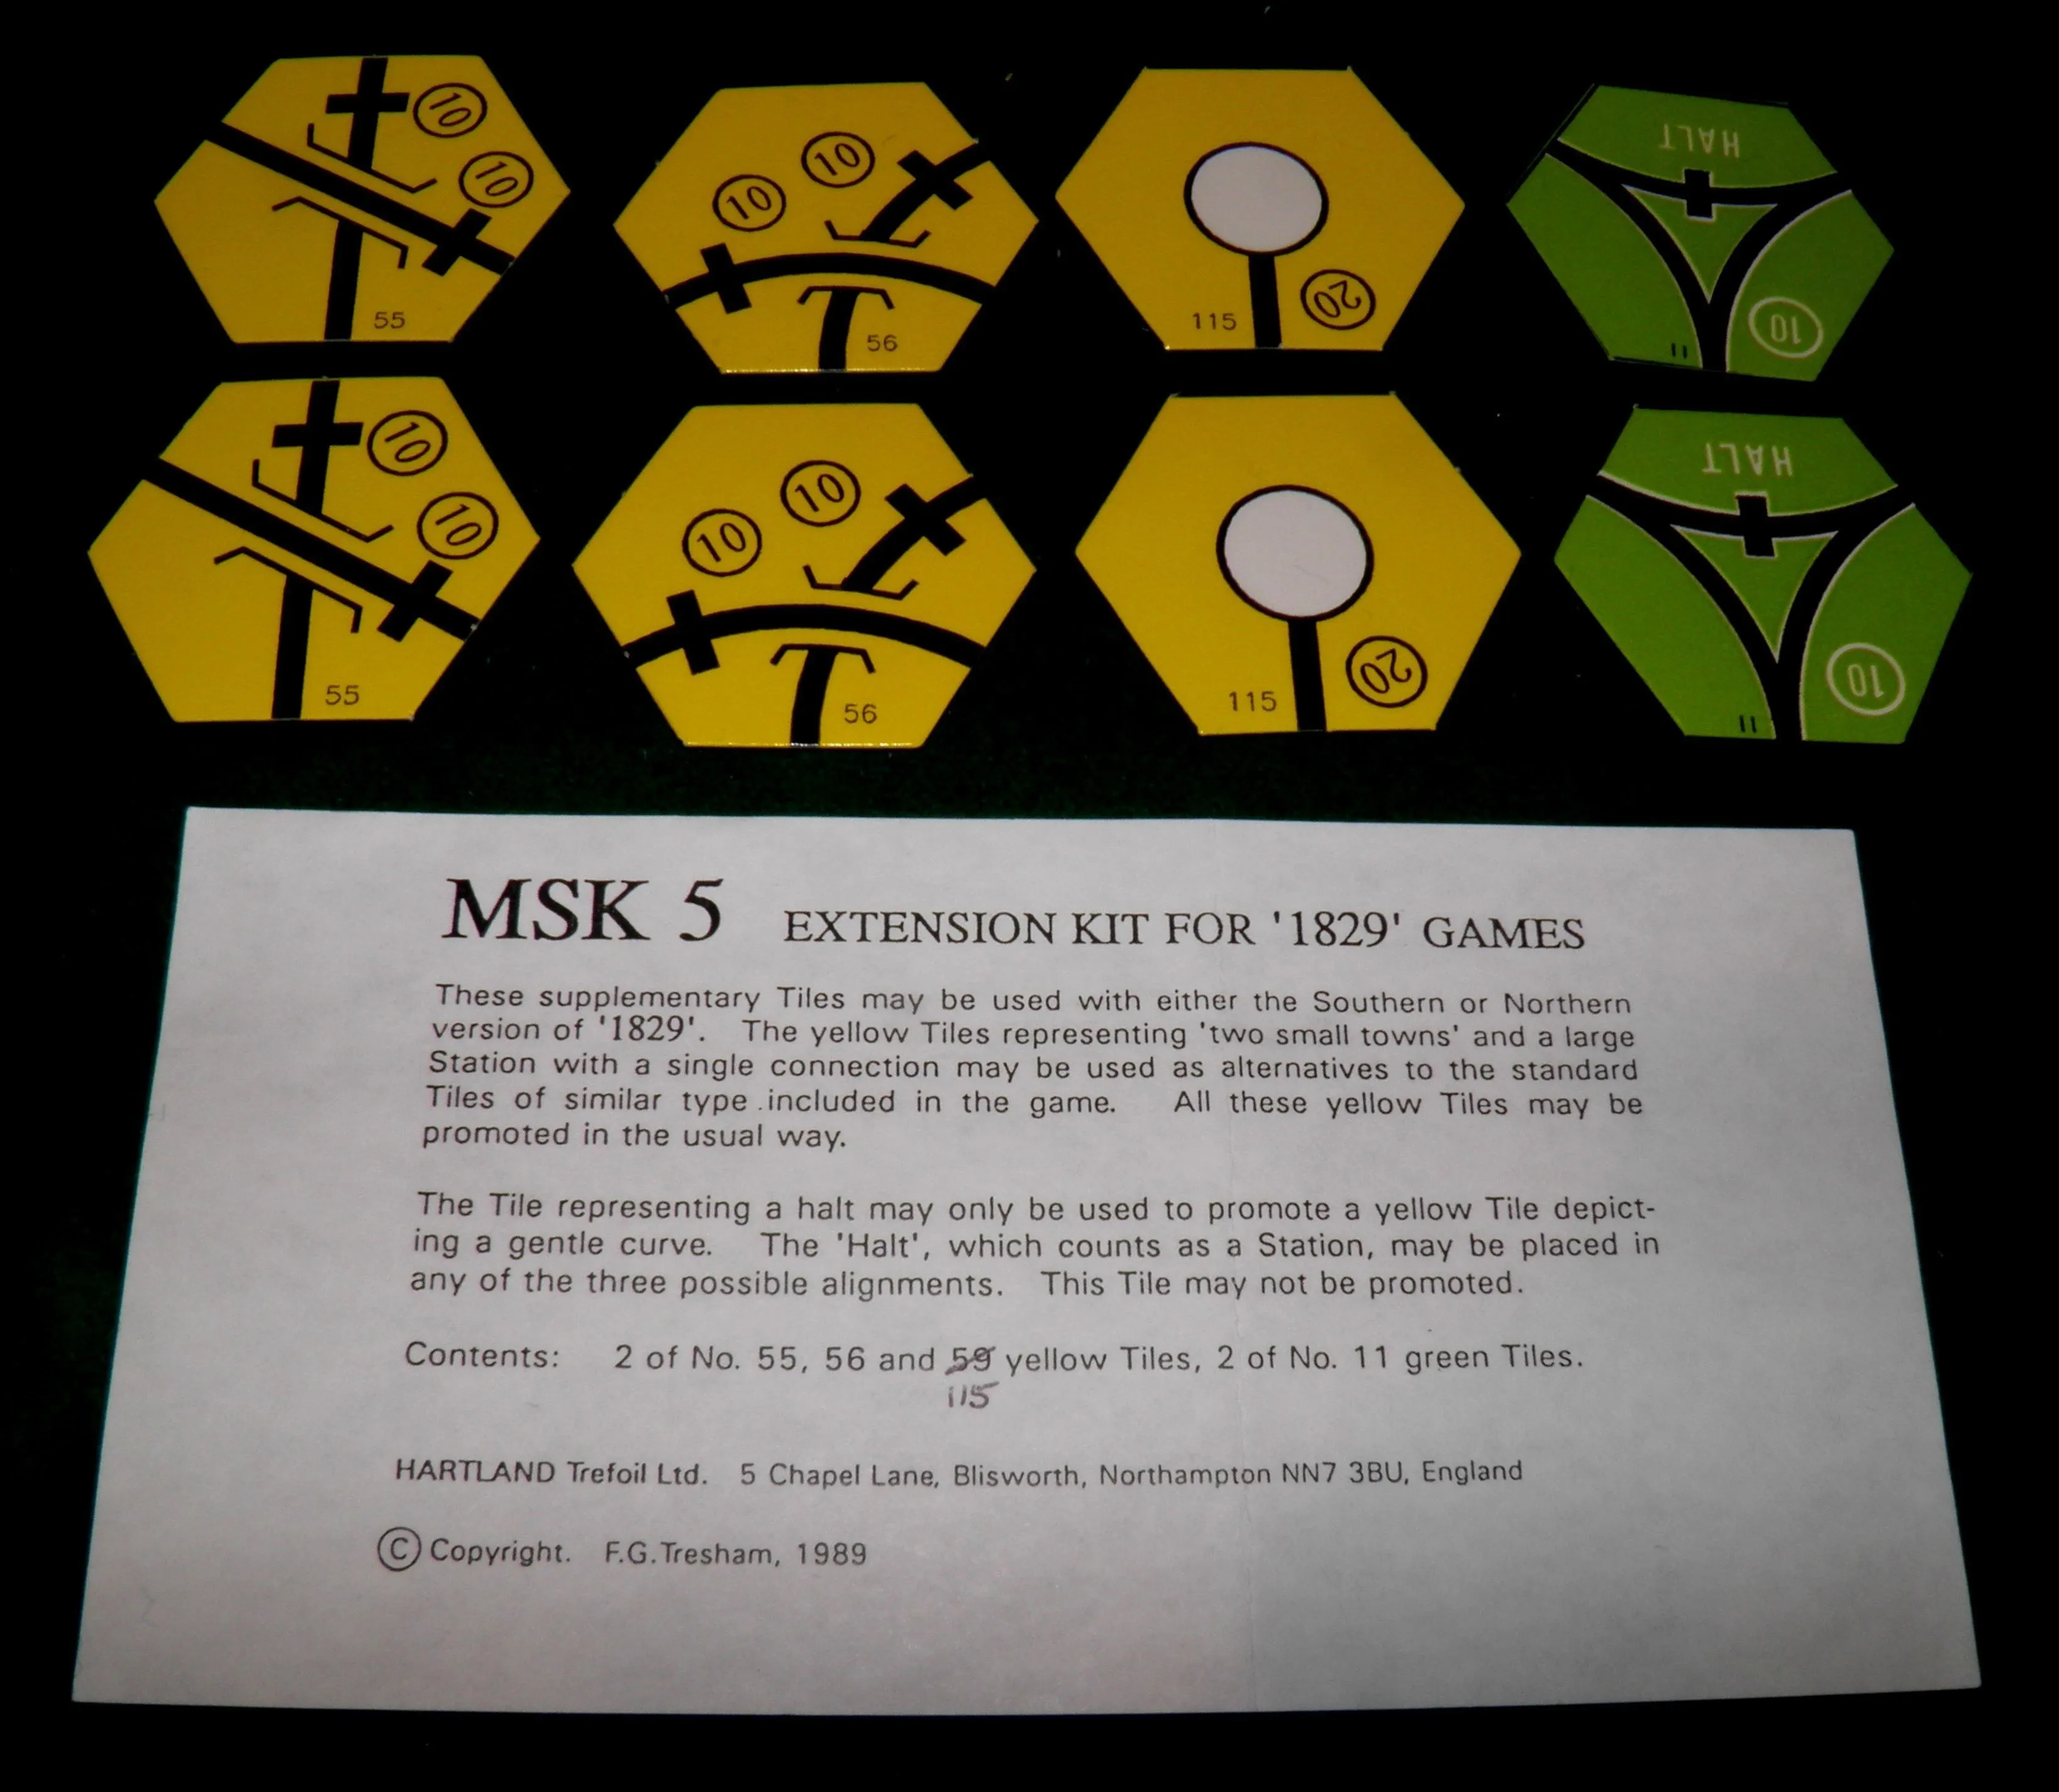 10
10
55
10
10
56
20
115
HALT
10
11
10
10
55
10
10
56
20
115
HALT
10
11
MSK 5 EXTENSION KIT FOR '1829' GAMES
These supplementary Tiles may be used with either the Southern or Northern
version of '1829'. The yellow Tiles representing 'two small towns' and a large
Station with a single connection may be used as alternatives to the standard
Tiles of similar type .included in the game. All these yellow Tiles may be
promoted in the usual way.
The Tile representing a halt may only be used to promote a yellow Tile depict-
ing a gentle curve. The 'Halt', which counts as a Station, may be placed in
any of the three possible alignments. This Tile may not be promoted.
Contents: 2 of No. 55, 56 and 59 yellow Tiles, 2 of No. 11 green Tiles.
115
HARTLAND Trefoil Ltd. 5 Chapel Lane, Blisworth, Northampton NN7 3BU, England
© Copyright. F.G.Tresham, 1989